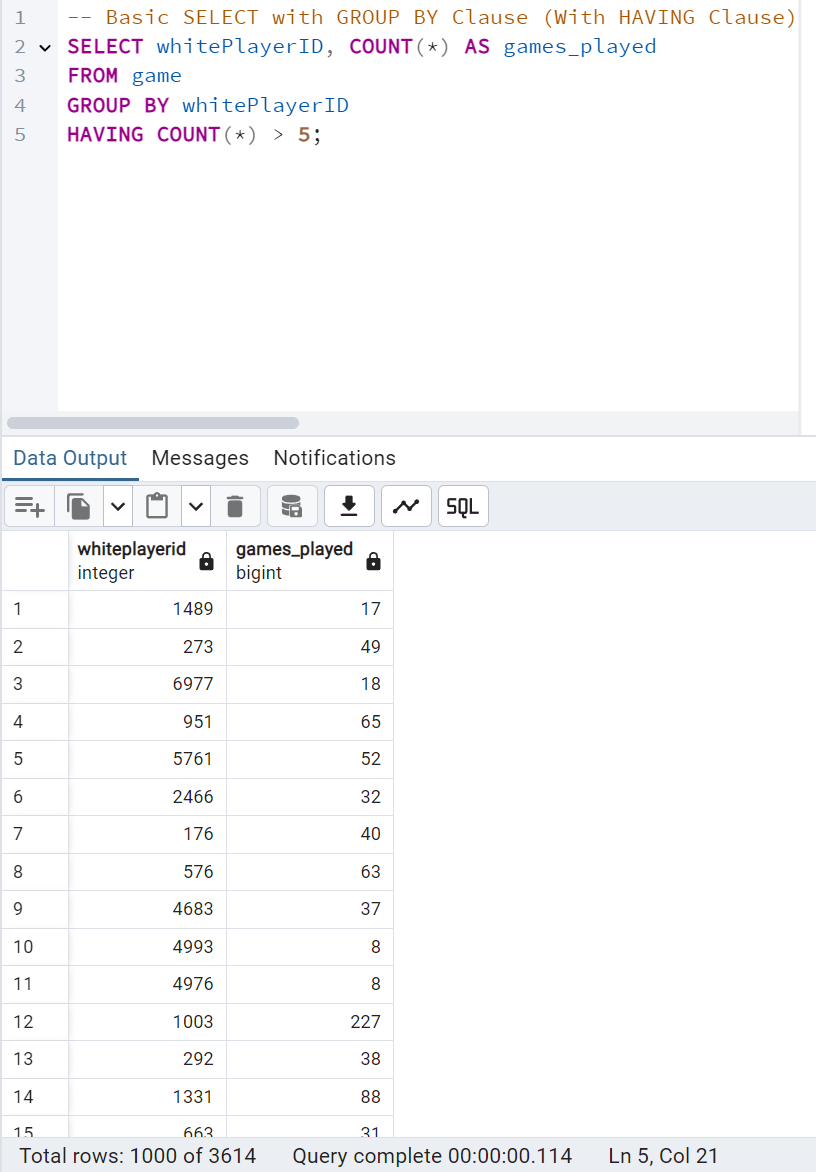 1 -- Basic SELECT with GROUP BY Clause (With HAVING Clause)
2 SELECT whitePlayerID, COUNT(*) AS games_played
3 FROM game
4 GROUP BY whitePlayerID
5 HAVING COUNT(*) > 5;
Data Output Messages Notifications
SQL
whiteplayerid games_played
integer bigint
1 1489 17
2 273 49
3 6977 18
4 951 65
5 5761 52
6 2466 32
7 176 40
8 576 63
9 4683 37
10 4993 8
11 4976 8
12 1003 227
13 292 38
14 1331 88
15 663 31
Total rows: 1000 of 3614 Query complete 00:00:00.114 Ln 5, Col 21